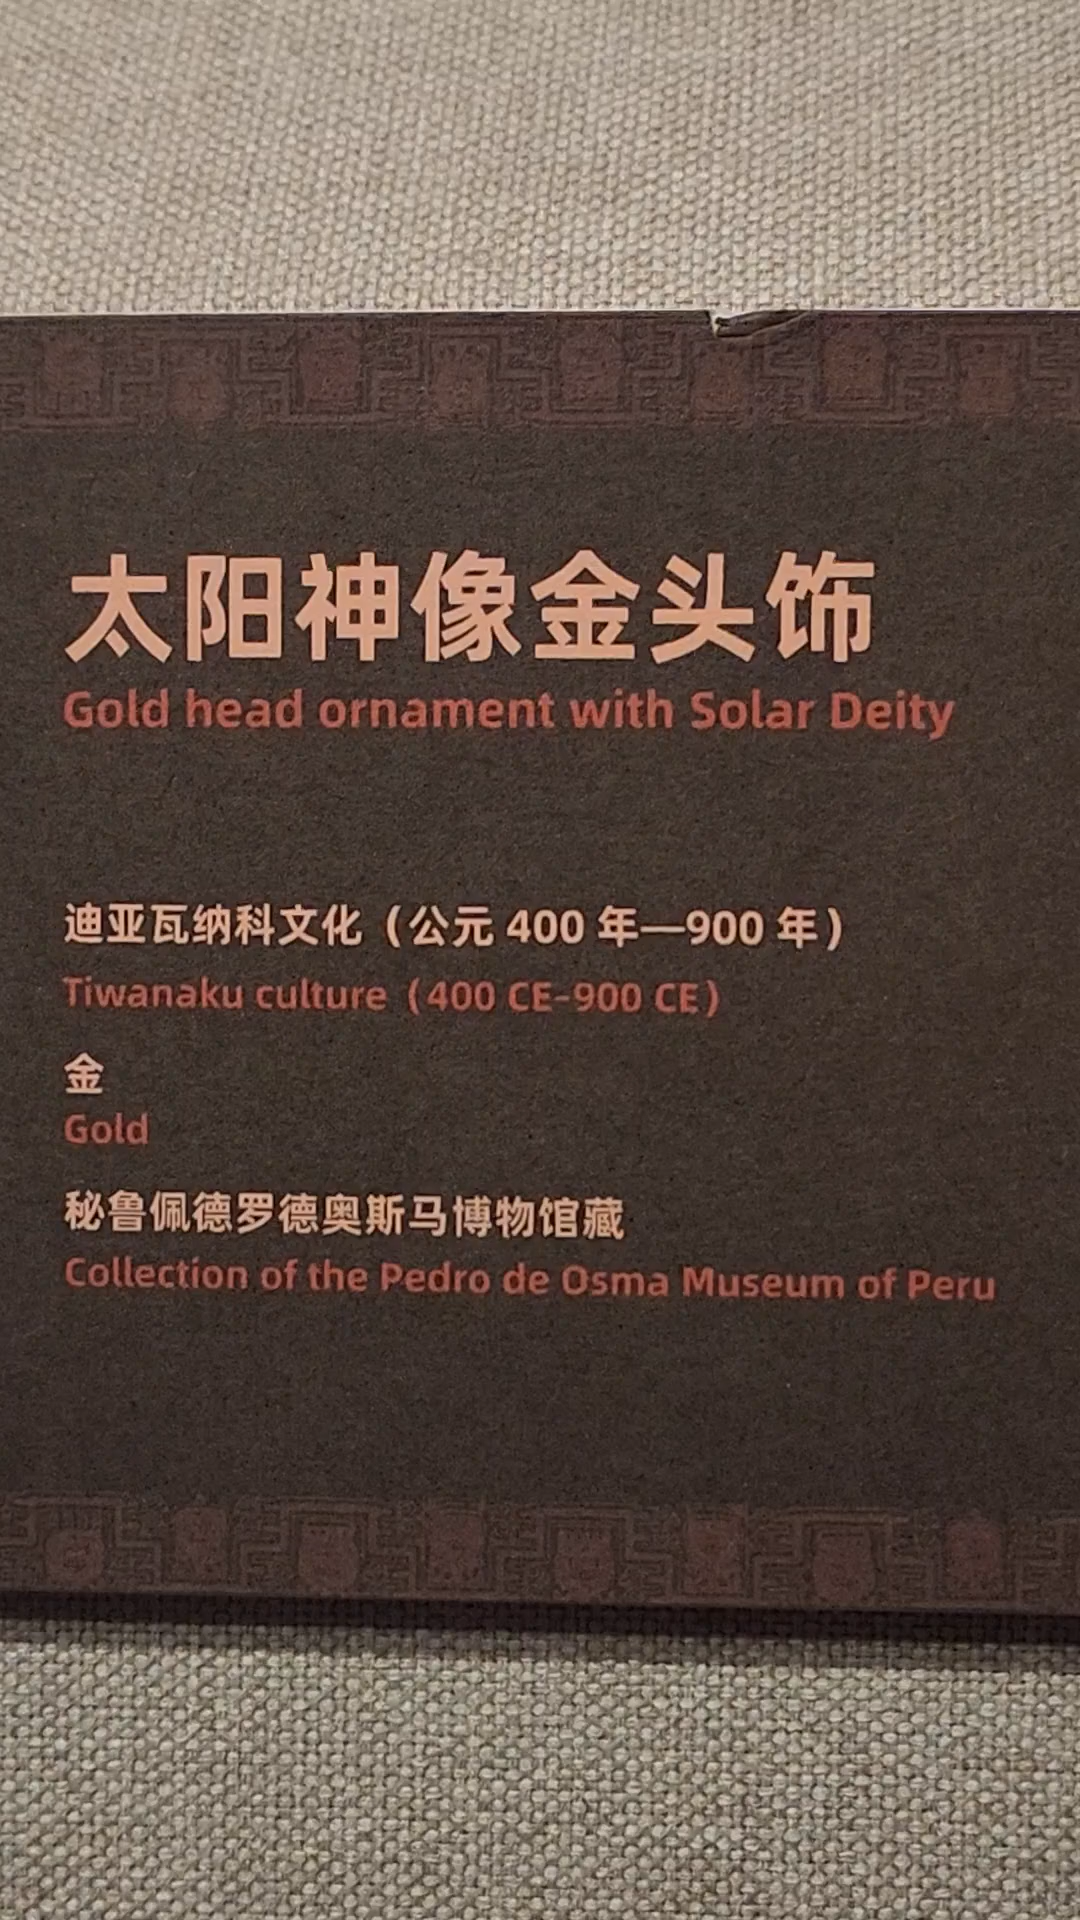 太阳神像金头饰
Gold head ornament with Solar Deity
迪亚瓦纳科文化（公元 400 年—900 年）
Tiwanaku culture（400 CE-900 CE）
金
Gold
秘鲁佩德罗德奥斯马博物馆藏
Collection of the Pedro de Osma Museum of Peru